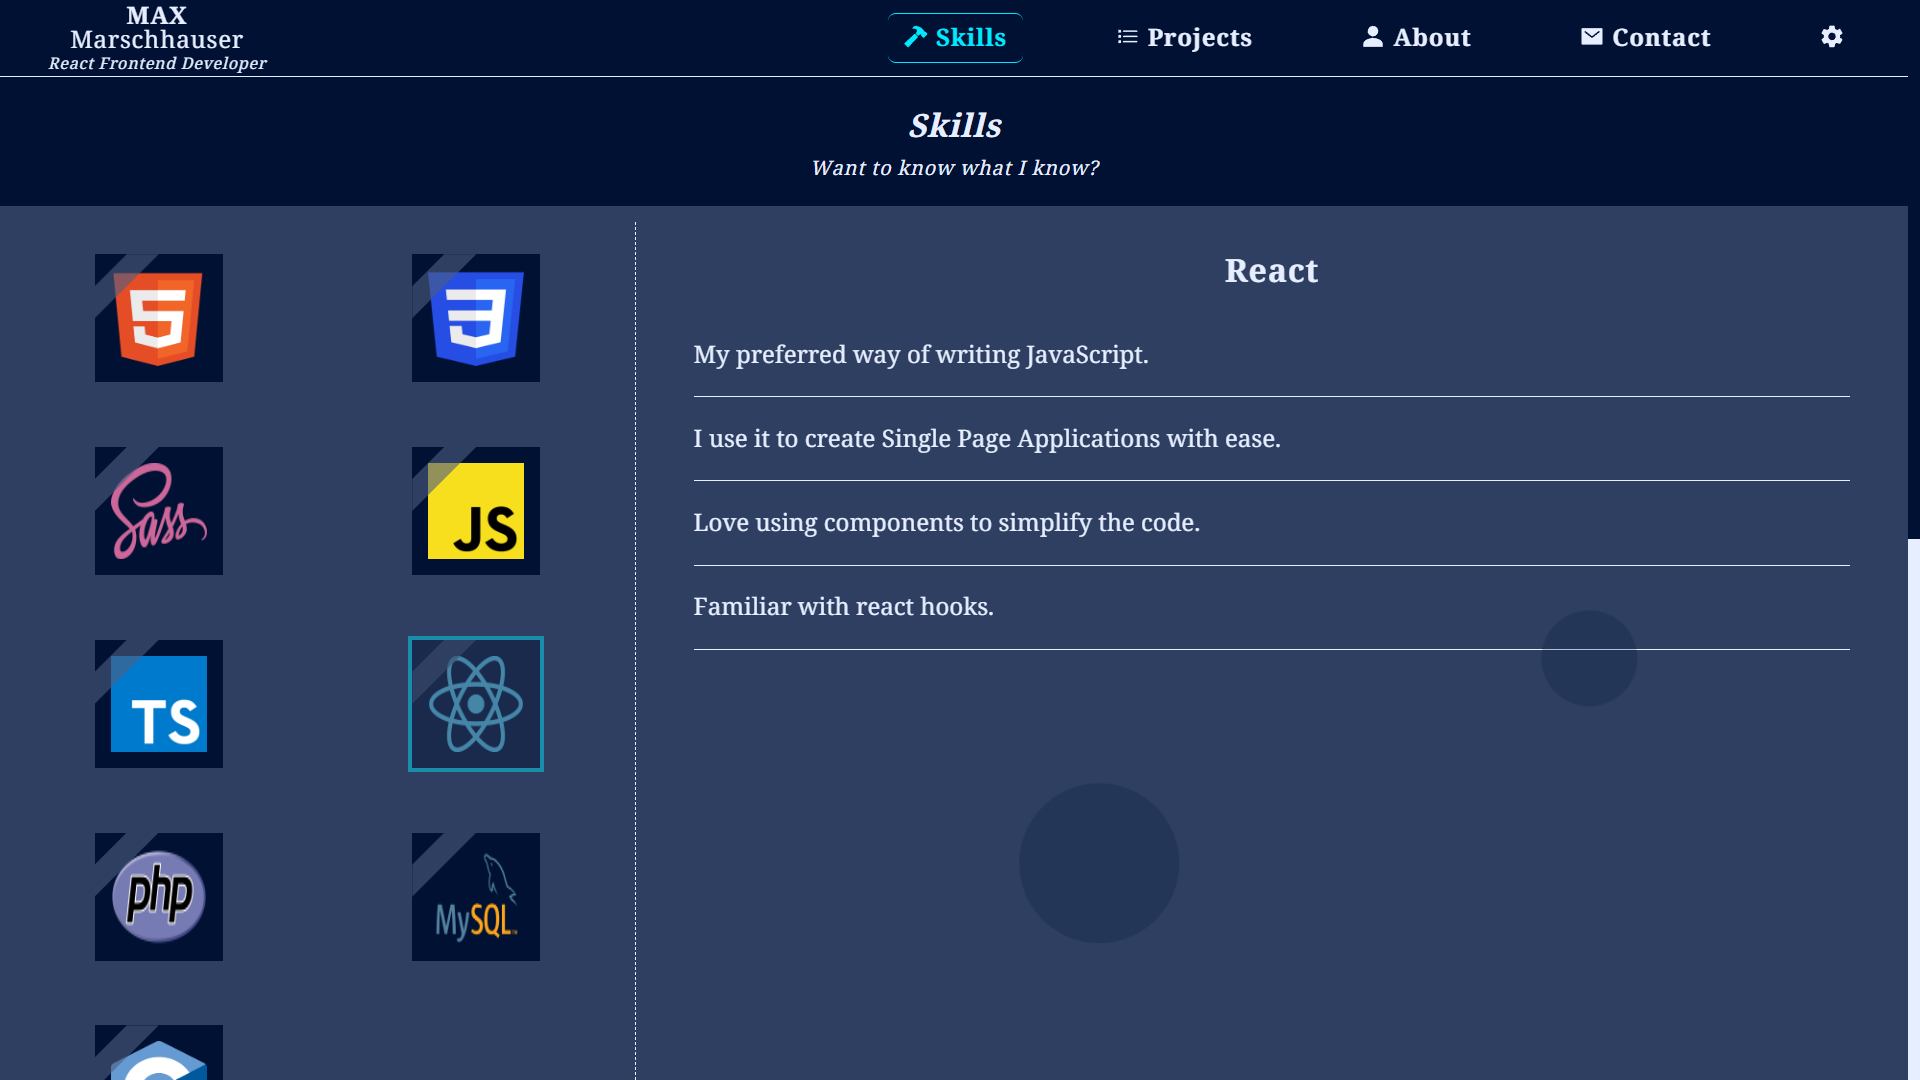 MAX
Marschhauser
React Frontend Developer
Skills
Projects
About
Contact
Skills
Want to know what I know?
5
3
Sass
JS
TS
php
MySQL™
React
My preferred way of writing JavaScript.
I use it to create Single Page Applications with ease.
Love using components to simplify the code.
Familiar with react hooks.